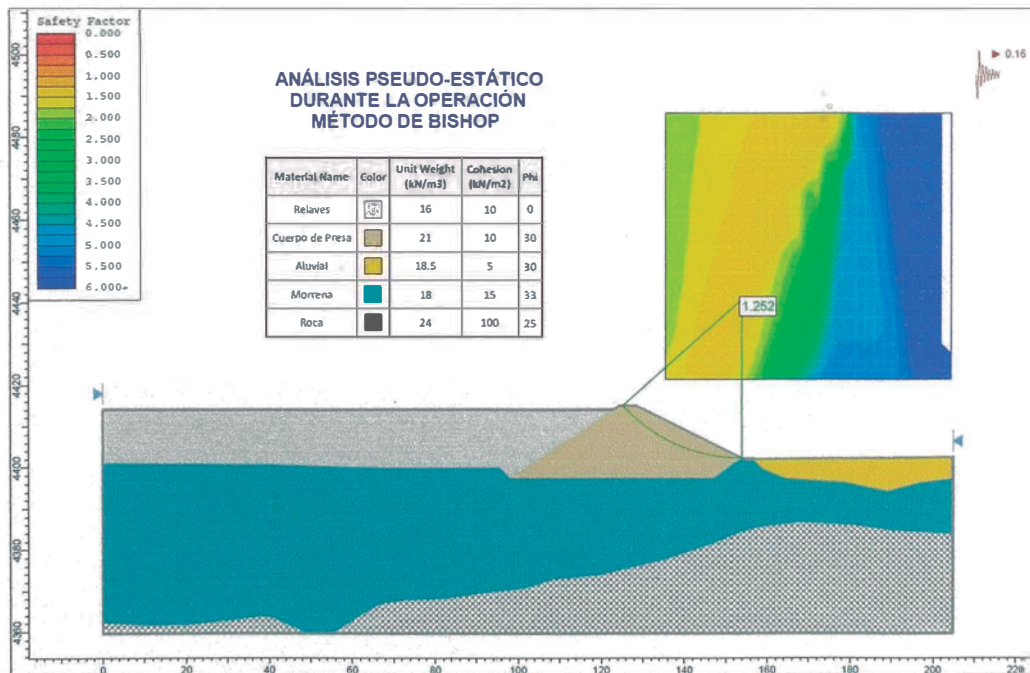 Safety Factor
0.000
0.500
1.000
1.500
2.000
2.500
3.000
3.500
4.000
4.500
5.000
5.500
6.000+
ANÁLISIS PSEUDO-ESTÁTICO
DURANTE LA OPERACIÓN
MÉTODO DE BISHOP
Material Name Color Unit Weight (kN/m3) Cohesion (kN/m2) Phi
Relaves 16 10 0
Cuerpo de Presa 21 10 30
Aluvial 18.5 5 30
Morrena 18 15 33
Roca 24 100 25
0.16
1.252
4500
4480
4460
4440
4420
4400
4380
4360
0 20 40 60 80 100 120 140 160 180 200 220